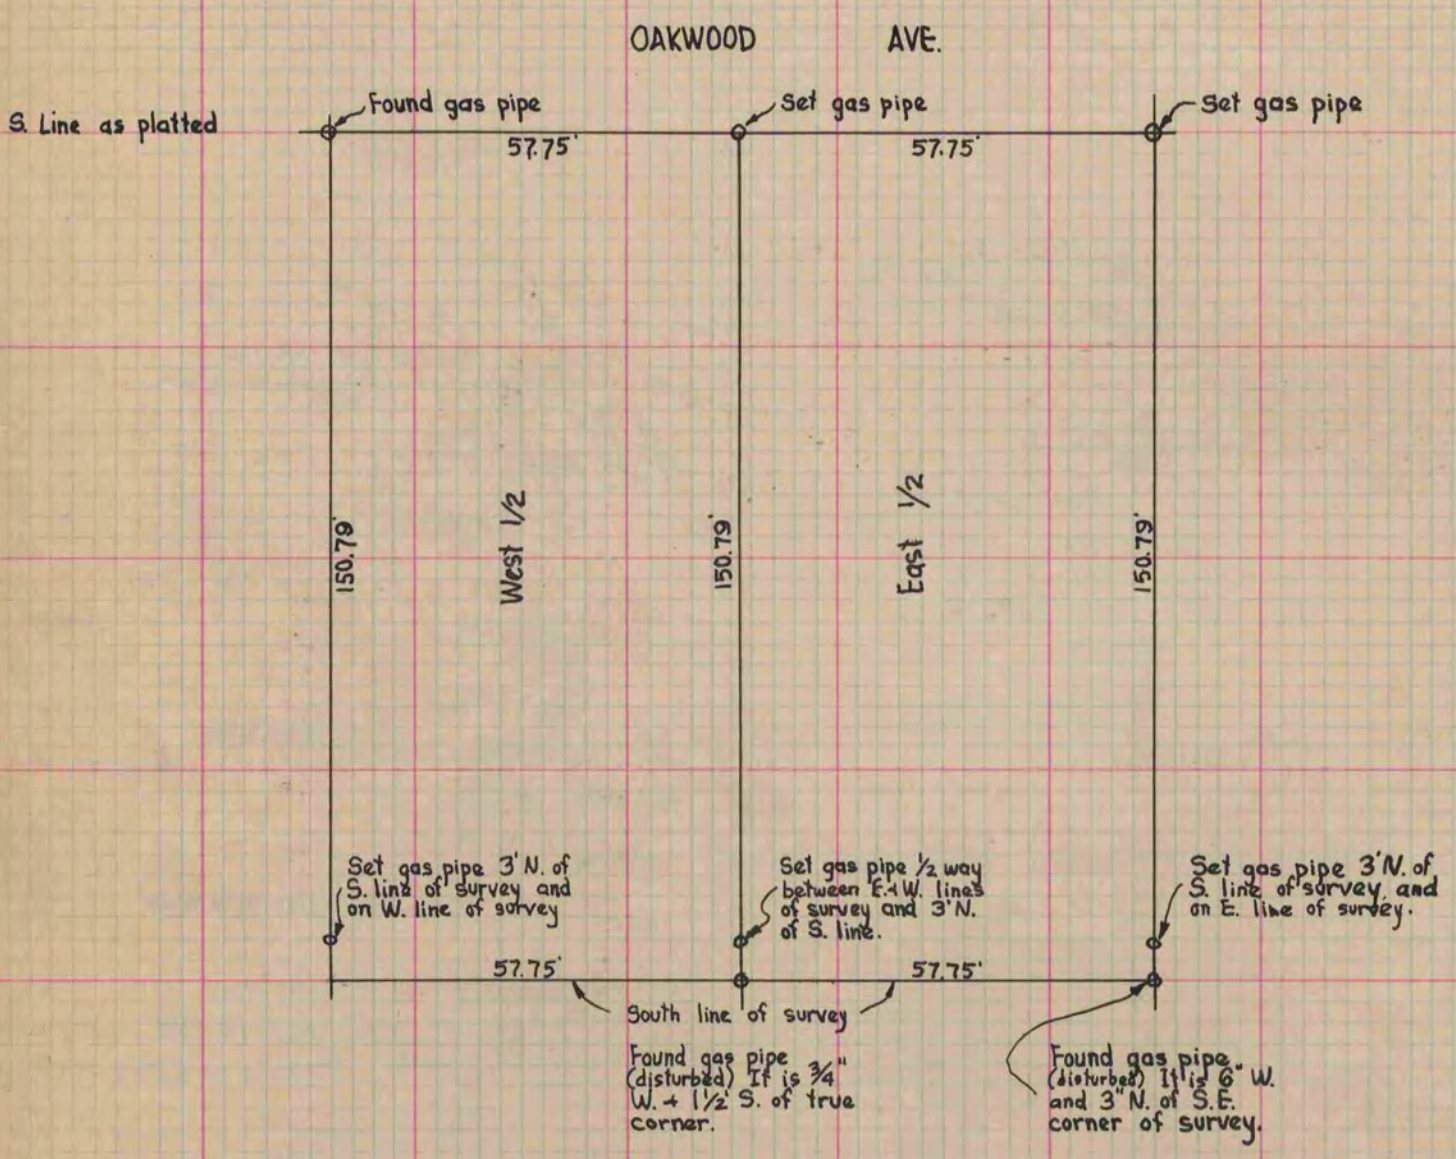 OAKWOOD AVE.
S. Line as platted
Found gas pipe
Set gas pipe
Set gas pipe
57.75'
57.75'
150.79'
West 1/2
150.79'
East 1/2
150.79'
Set gas pipe 3' N. of
S. line of survey and
on W. line of survey
Set gas pipe 1/2 way
between E. & W. lines
of survey and 3' N.
of S. line.
Set gas pipe 3' N. of
S. line of survey, and
on E. line of survey.
57.75'
57.75'
South line of survey
Found gas pipe
(disturbed) It is 3/4"
W. & 1 1/2' S. of true
corner.
Found gas pipe
(disturbed) It is 6" W.
and 3" N. of S.E.
corner of survey.